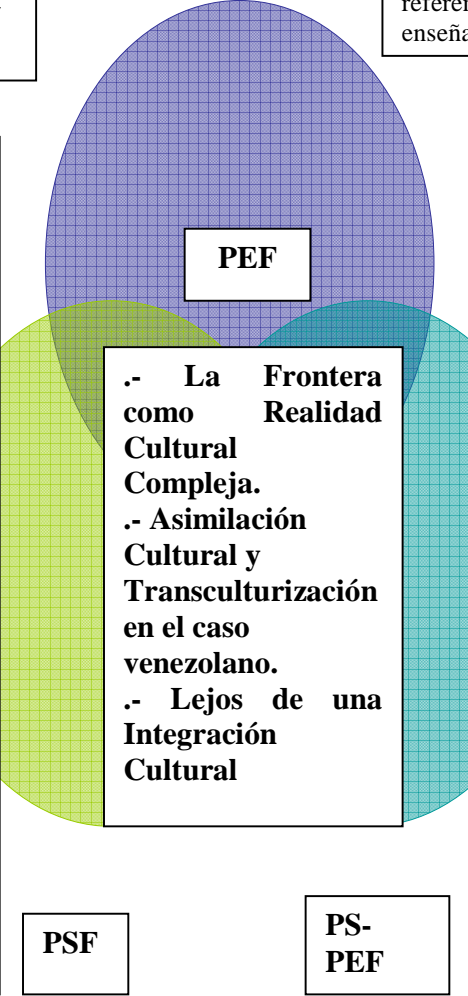 PEF
.- La Frontera
como Realidad
Cultural
Compleja.
.- Asimilación
Cultural y
Transculturización
en el caso
venezolano.
.- Lejos de una
Integración
Cultural
PSF
PS-
PEF